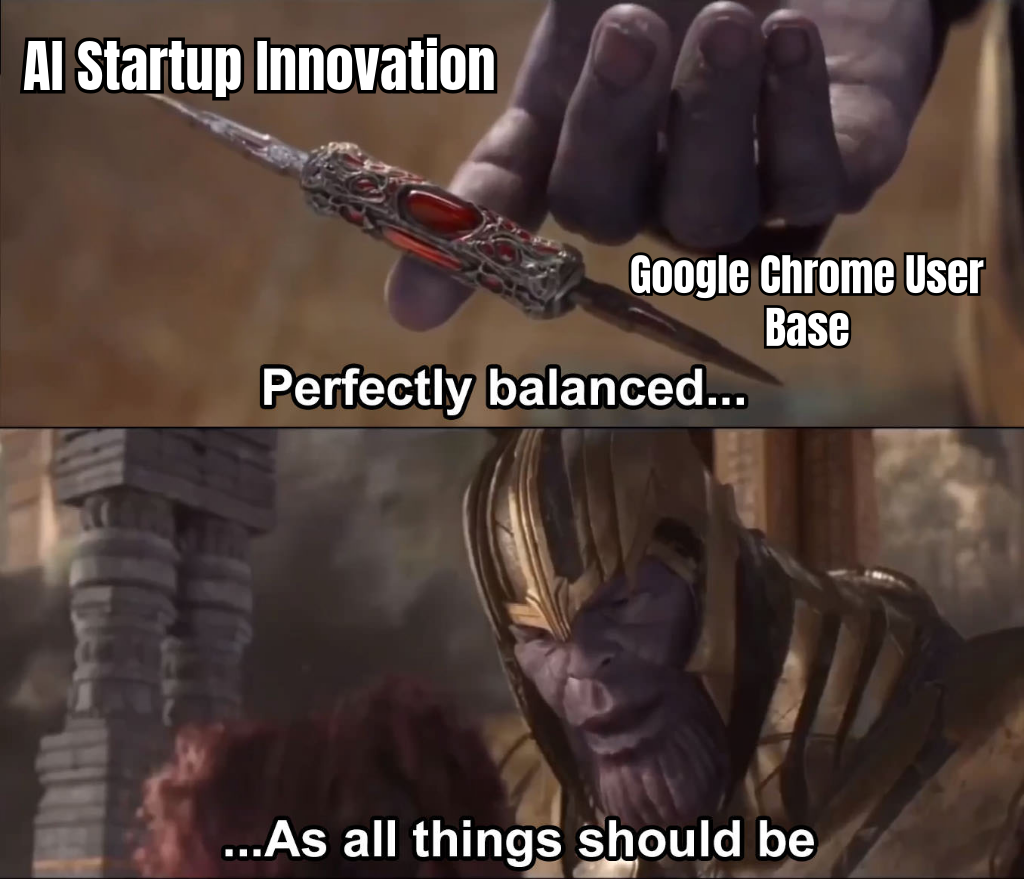 AI Startup Innovation
Google Chrome User
Base
Perfectly balanced...
...As all things should be